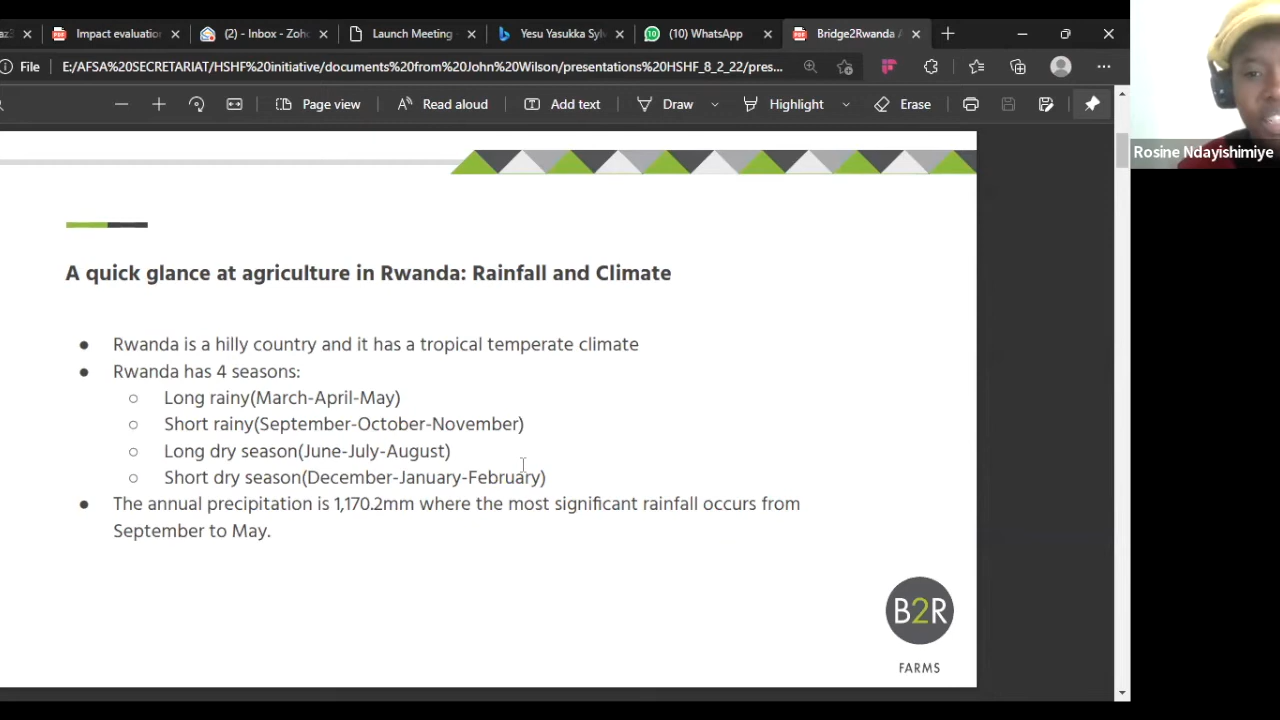 az3
Impact evaluation
(2) - Inbox - Zoho
Launch Meeting -
Yesu Yasukka Sylv
(10) WhatsApp
Bridge2Rwanda A
File
E:/AFSA%20SECRETARIAT/HSHF%20initiative/documents%20from%20John%20Wilson/presentations%20HSHF_8_2_22/pres...
Page view
Read aloud
Add text
Draw
Highlight
Erase
Rosine Ndayishimiye
A quick glance at agriculture in Rwanda: Rainfall and Climate
● Rwanda is a hilly country and it has a tropical temperate climate
● Rwanda has 4 seasons:
○ Long rainy(March-April-May)
○ Short rainy(September-October-November)
○ Long dry season(June-July-August)
○ Short dry season(December-January-February)
● The annual precipitation is 1,170.2mm where the most significant rainfall occurs from
September to May.
B2R
FARMS